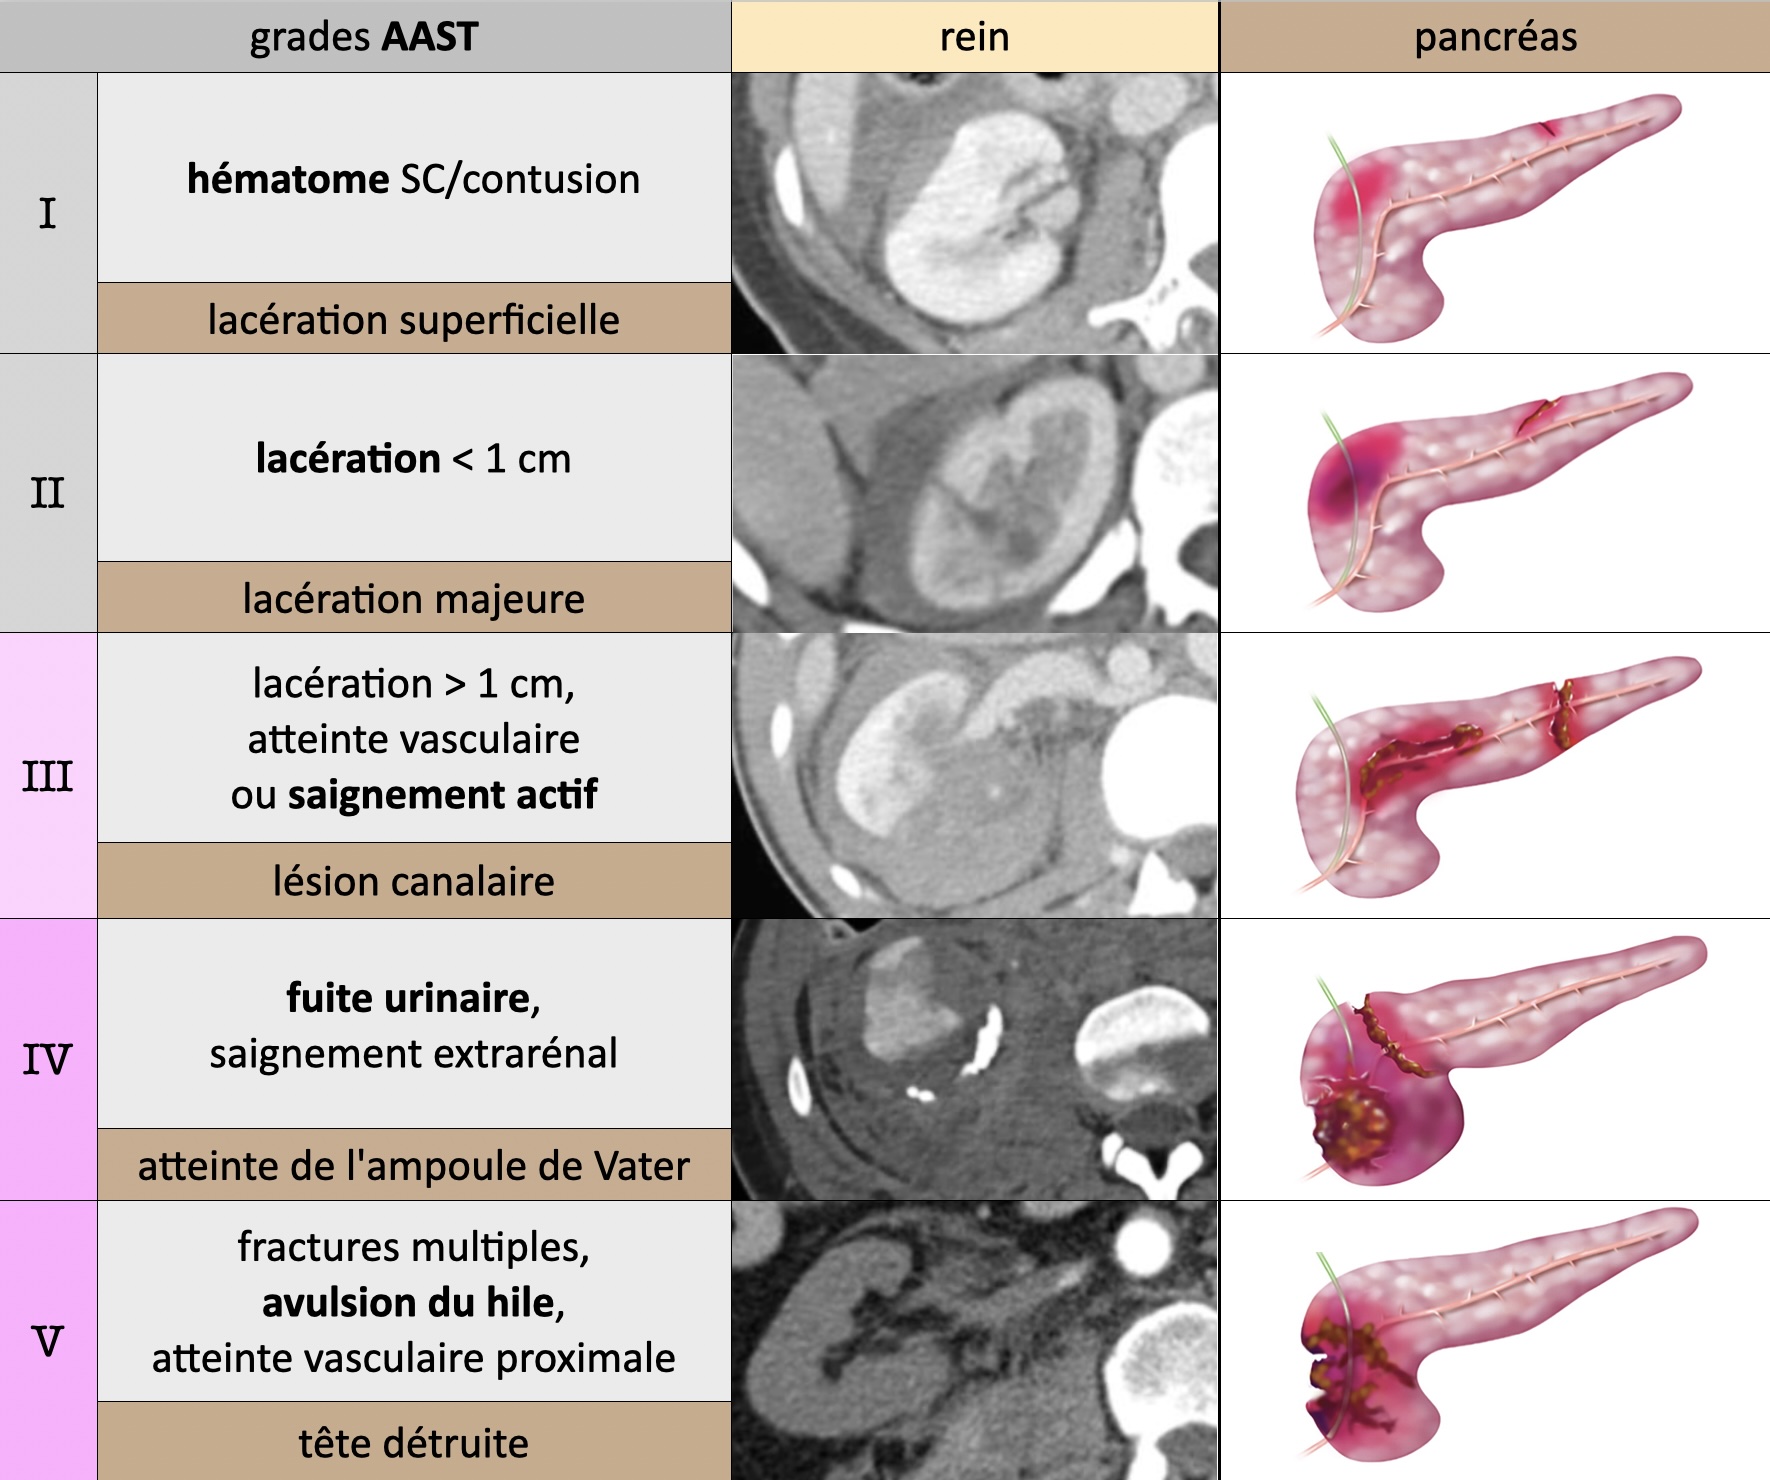 grades AAST
rein
pancréas
I
hématome SC/contusion
lacération superficielle
II
lacération < 1 cm
lacération majeure
III
lacération > 1 cm,
atteinte vasculaire
ou saignement actif
lésion canalaire
IV
fuite urinaire,
saignement extrarénal
atteinte de l'ampoule de Vater
V
fractures multiples,
avulsion du hile,
atteinte vasculaire proximale
tête détruite